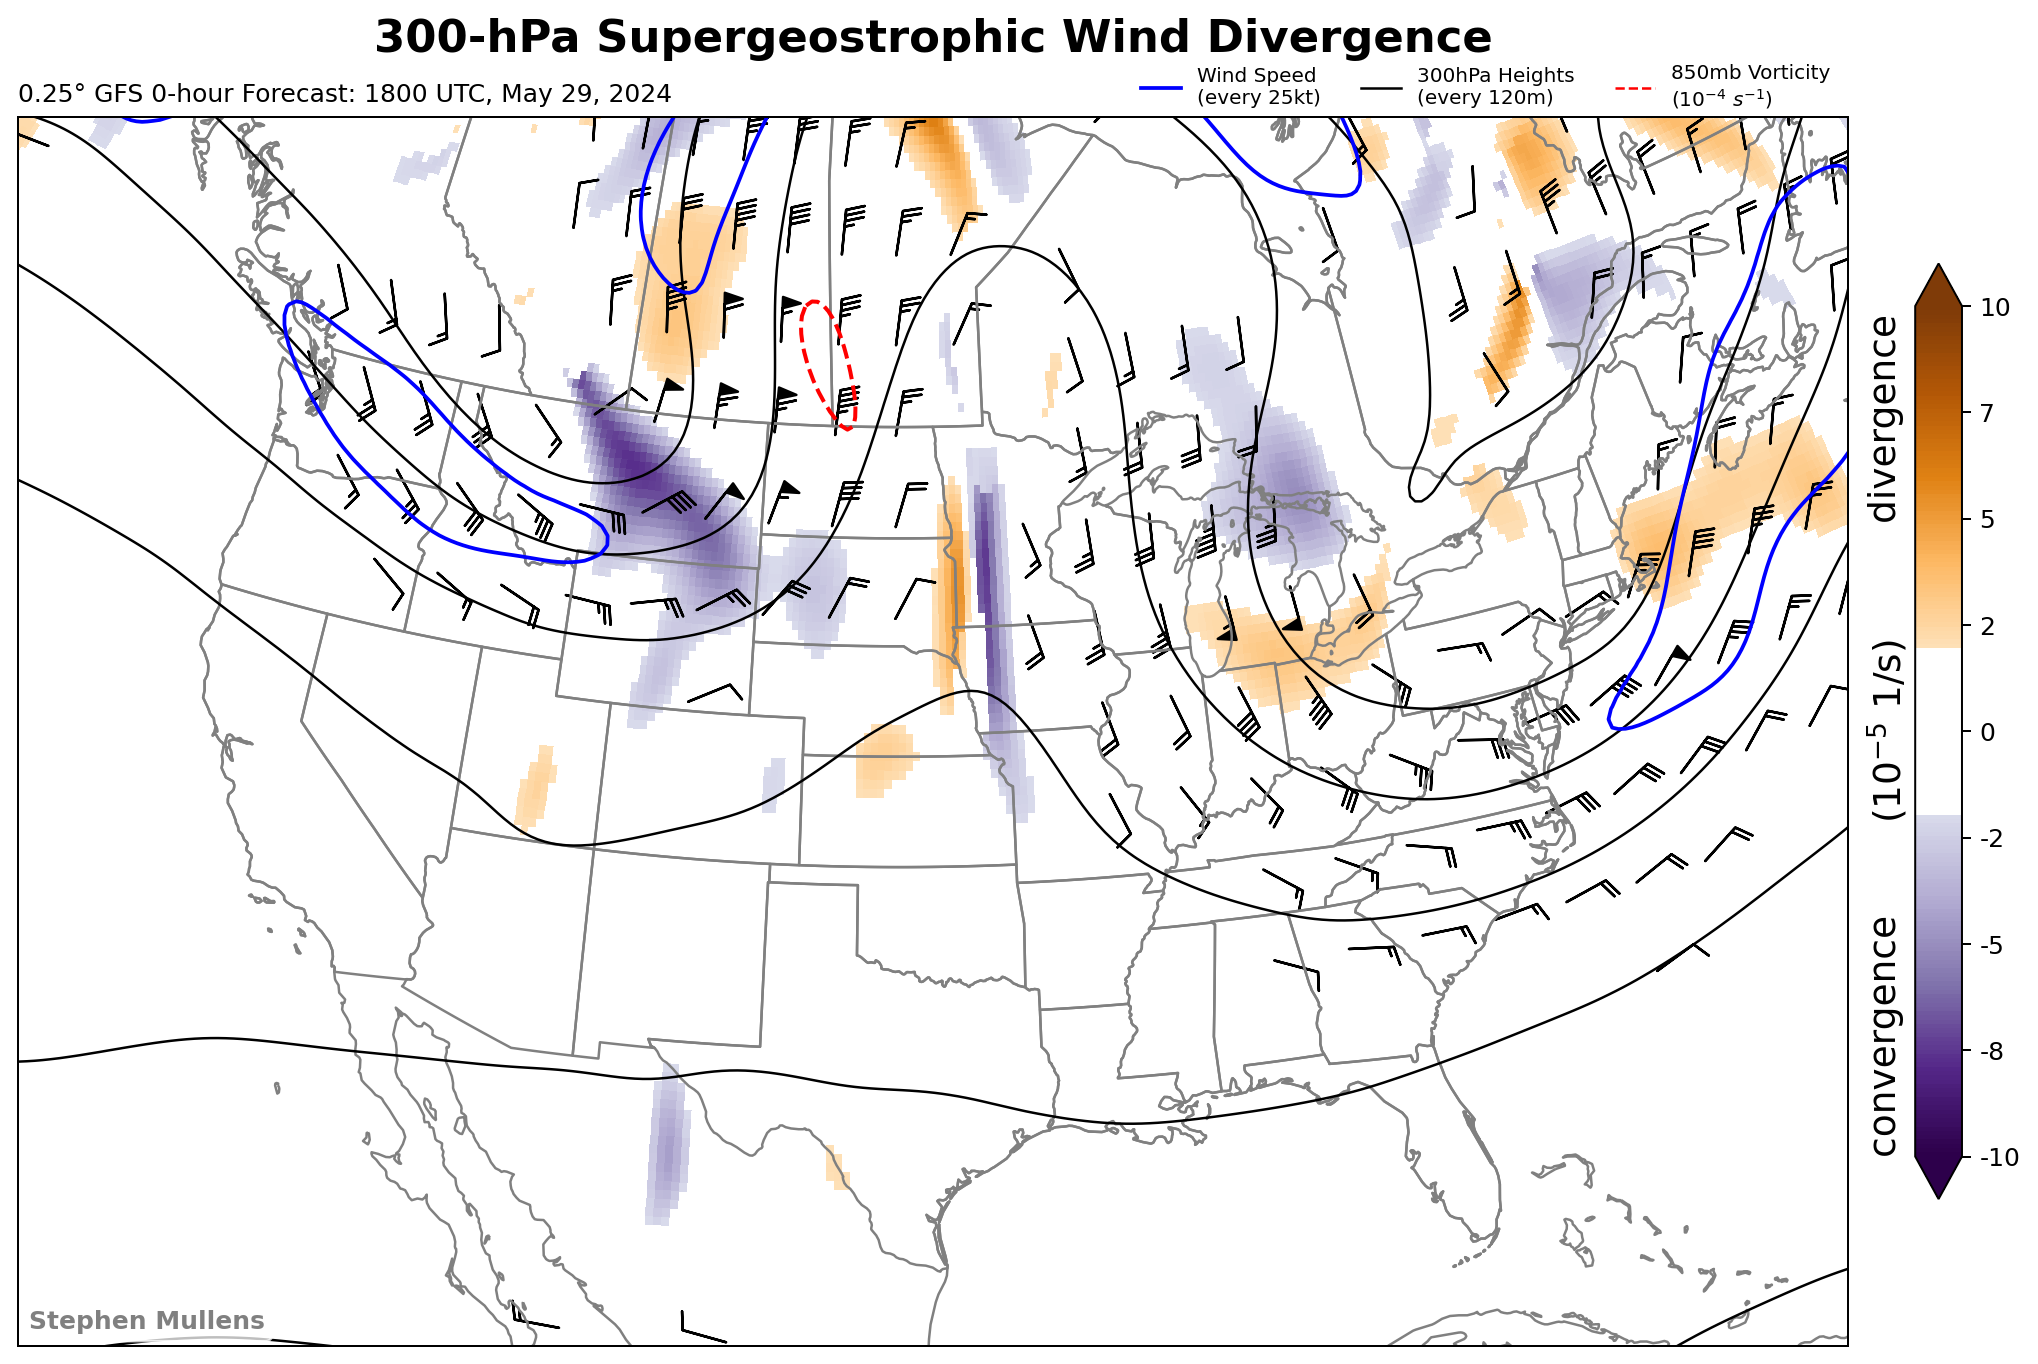 300-hPa Supergeostrophic Wind Divergence
0.25° GFS 0-hour Forecast: 1800 UTC, May 29, 2024
Wind Speed
(every 25kt)
300hPa Heights
(every 120m)
850mb Vorticity
(10⁻⁴ s⁻¹)
10
7
5
2
0
-2
-5
-8
-10
convergence (10⁻⁵ 1/s) divergence
Stephen Mullens